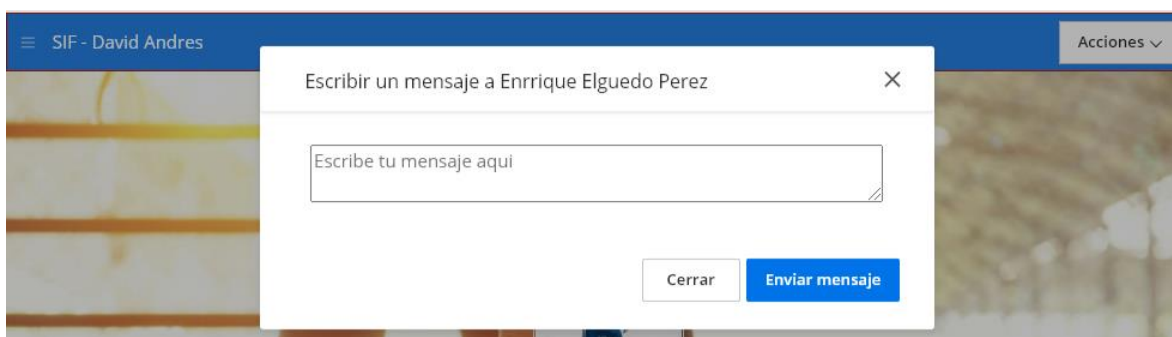 SIF - David Andres
Acciones
Escribir un mensaje a Enrrique Elguedo Perez
Escribe tu mensaje aqui
Cerrar
Enviar mensaje